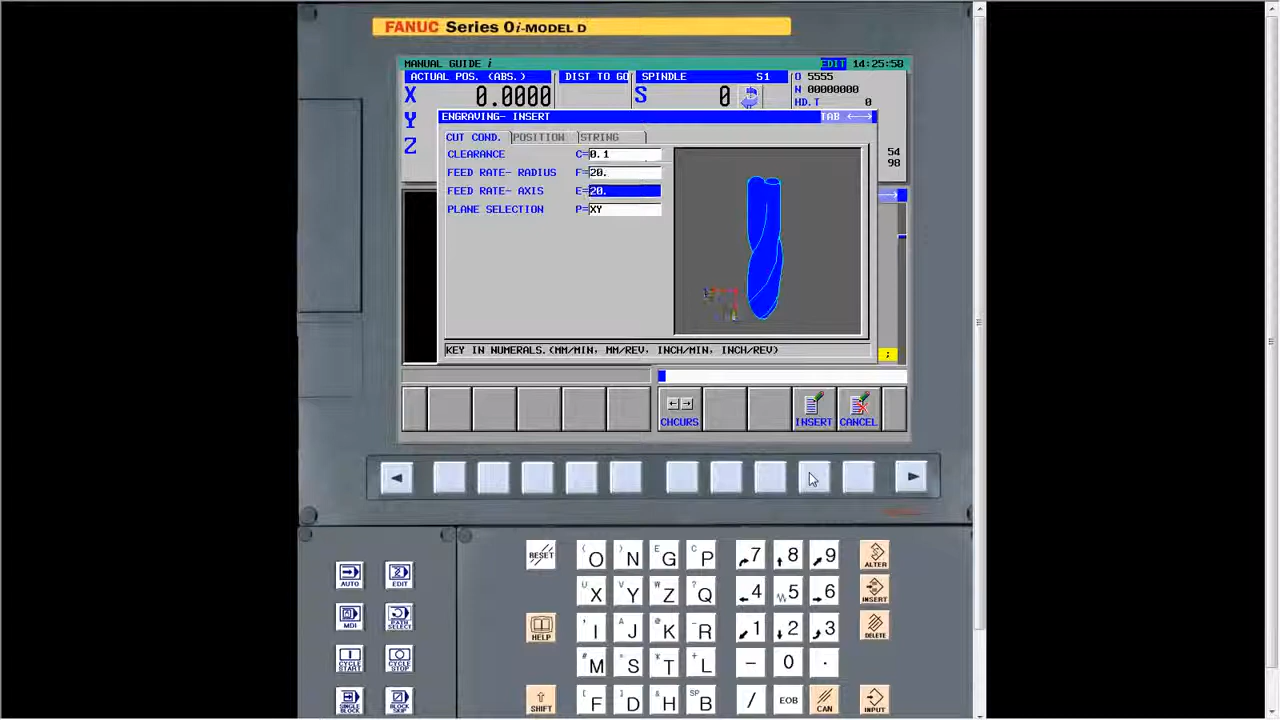 FANUC Series 0i-MODEL D
MANUAL GUIDE i EDIT 14:25:58
ACTUAL POS. (ABS.) DIST TO GO SPINDLE S1 O 5555
N 00000000
X 0.0000 S 0 HD.T 0
ENGRAVING- INSERT TAB
Y
CUT COND. POSITION STRING
Z
CLEARANCE C=0.1
54
98
FEED RATE- RADIUS F=20.
FEED RATE- AXIS E=20.
PLANE SELECTION P=XY
KEY IN NUMERALS.(MM/MIN, MM/REV, INCH/MIN, INCH/REV)
;
CHCURS INSERT CANCEL
RESET ( O ) N E G C P 7 8 9 ALTER
AUTO EDIT
U X V Y W Z ? Q 4 5 6 INSERT
MDI PATH SELECT
HELP , I A J @ K - R 1 2 3 DELETE
CYCLE START CYCLE STOP
# M * S * T + L - 0 .
SINGLE BLOCK BLOCK SKIP
SHIFT [ F ] D & H SP B / EOB CAN INPUT